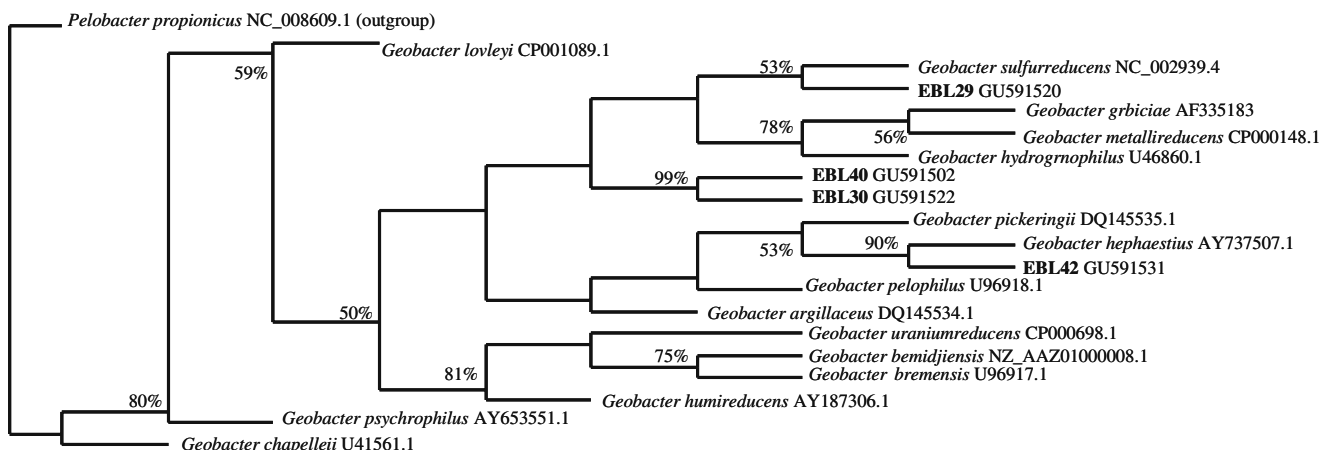 Pelobacter propionicus NC_008609.1 (outgroup)
Geobacter lovleyi CP001089.1
59%
53%
Geobacter sulfurreducens NC_002939.4
EBL29 GU591520
Geobacter grbiciae AF335183
78%
56%
Geobacter metallireducens CP000148.1
Geobacter hydrogrnophilus U46860.1
99%
EBL40 GU591502
EBL30 GU591522
Geobacter pickeringii DQ145535.1
53%
90%
Geobacter hephaestius AY737507.1
EBL42 GU591531
Geobacter pelophilus U96918.1
50%
Geobacter argillaceus DQ145534.1
Geobacter uraniumreducens CP000698.1
75%
Geobacter bemidjiensis NZ_AAZ01000008.1
81%
Geobacter bremensis U96917.1
80%
Geobacter humireducens AY187306.1
Geobacter psychrophilus AY653551.1
Geobacter chapelleii U41561.1